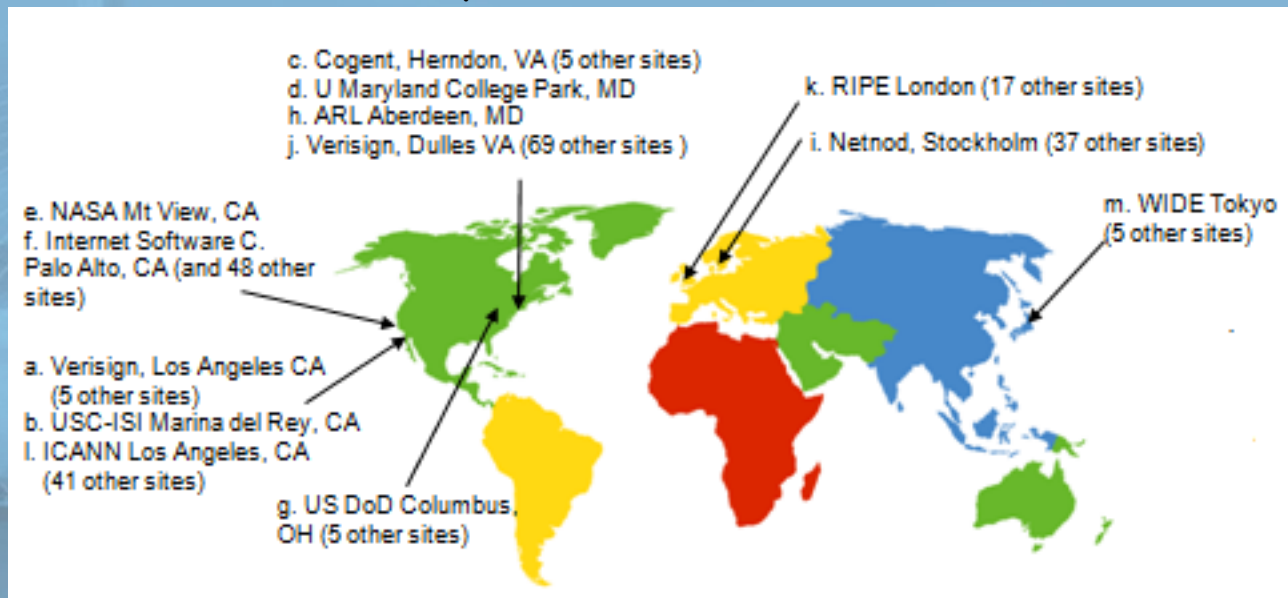 c. Cogent, Herndon, VA (5 other sites)
d. U Maryland College Park, MD
h. ARL Aberdeen, MD
j. Verisign, Dulles VA (69 other sites )
k. RIPE London (17 other sites)
i. Netnod, Stockholm (37 other sites)
m. WIDE Tokyo
(5 other sites)
e. NASA Mt View, CA
f. Internet Software C.
Palo Alto, CA (and 48 other
sites)
a. Verisign, Los Angeles CA
(5 other sites)
b. USC-ISI Marina del Rey, CA
l. ICANN Los Angeles, CA
(41 other sites)
g. US DoD Columbus,
OH (5 other sites)